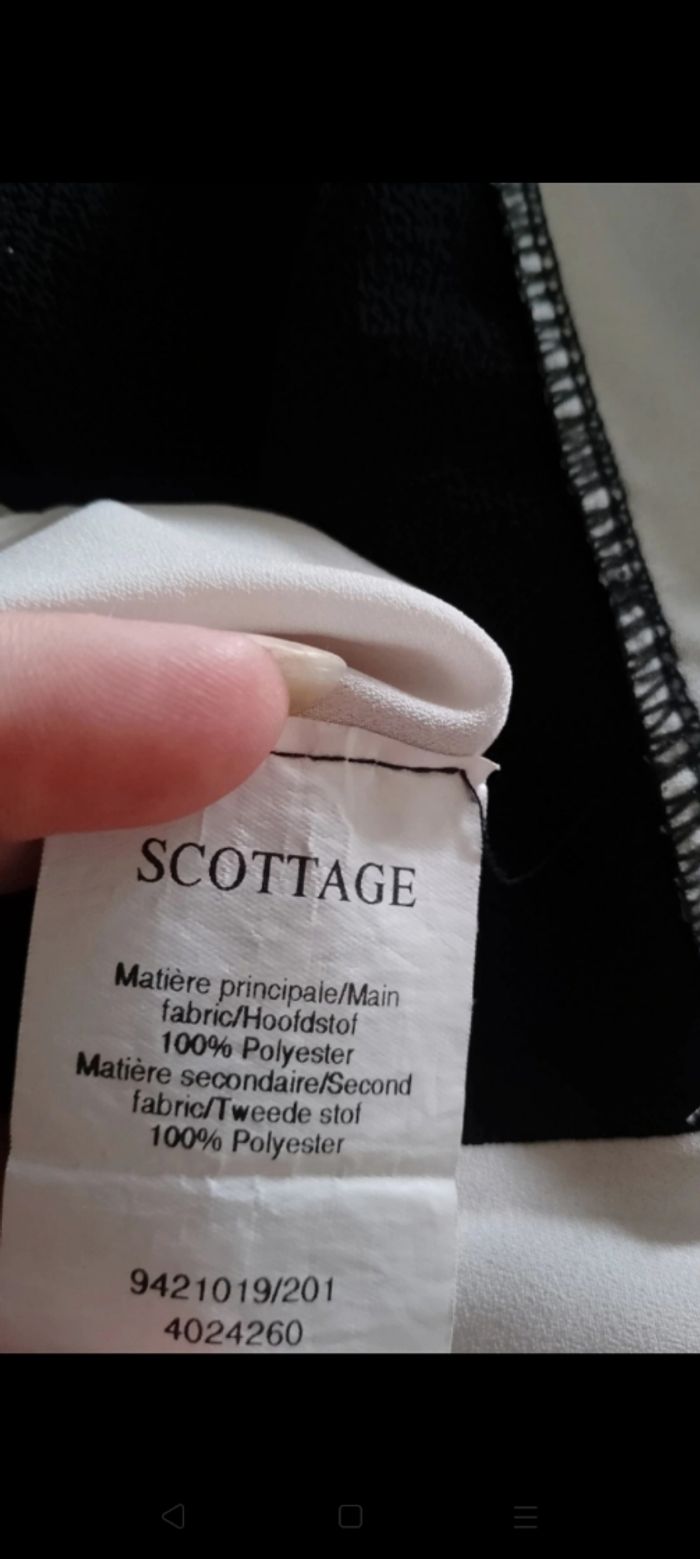 SCOTTAGE
Matière principale/Main
fabric/Hoofdstof
100% Polyester
Matière secondaire/Second
fabric/Tweede stof
100% Polyester
9421019/201
4024260